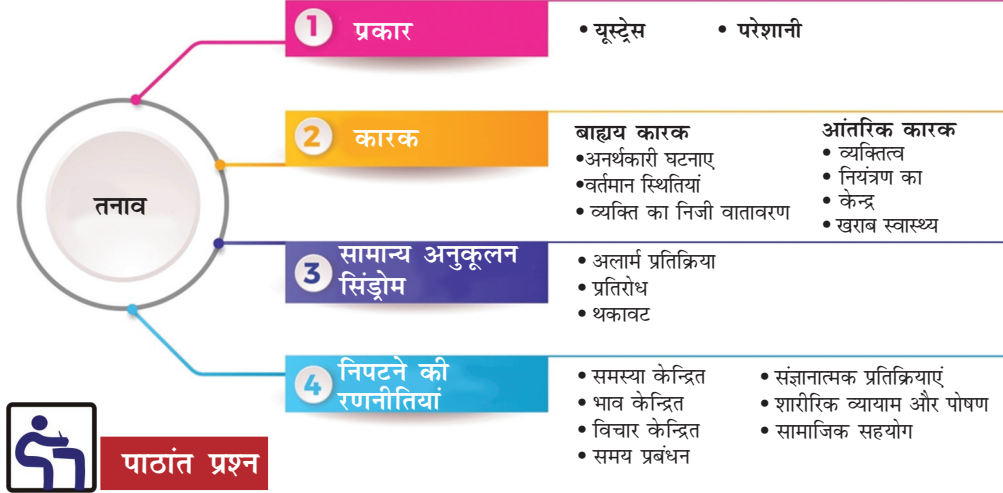 1 प्रकार
• यूस्ट्रेस • परेशानी
तनाव
2 कारक
बाह्यय कारक
•अनर्थकारी घटनाए
•वर्तमान स्थितियां
• व्यक्ति का निजी वातावरण
आंतरिक कारक
• व्यक्तित्व
• नियंत्रण का
• केन्द्र
• खराब स्वास्थ्य
3 सामान्य अनुकूलन
सिंड्रोम
• अलार्म प्रतिक्रिया
• प्रतिरोध
• थकावट
4 निपटने की
रणनीतियां
• समस्या केन्द्रित
• भाव केन्द्रित
• विचार केन्द्रित
• समय प्रबंधन
• संज्ञानात्मक प्रतिक्रियाएं
• शारीरिक व्यायाम और पोषण
• सामाजिक सहयोग
पाठांत प्रश्न